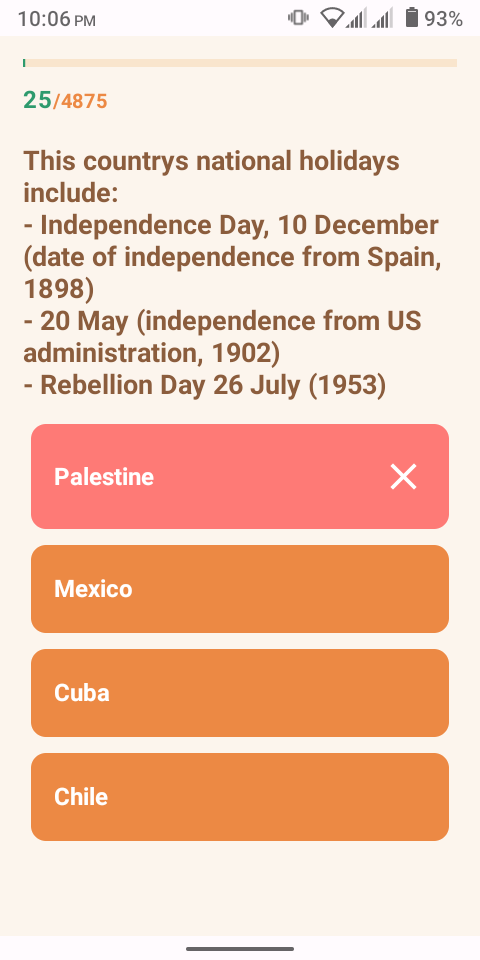 10:06 PM 93%
25/4875
This countrys national holidays
include:
- Independence Day, 10 December
(date of independence from Spain,
1898)
- 20 May (independence from US
administration, 1902)
- Rebellion Day 26 July (1953)
Palestine
Mexico
Cuba
Chile